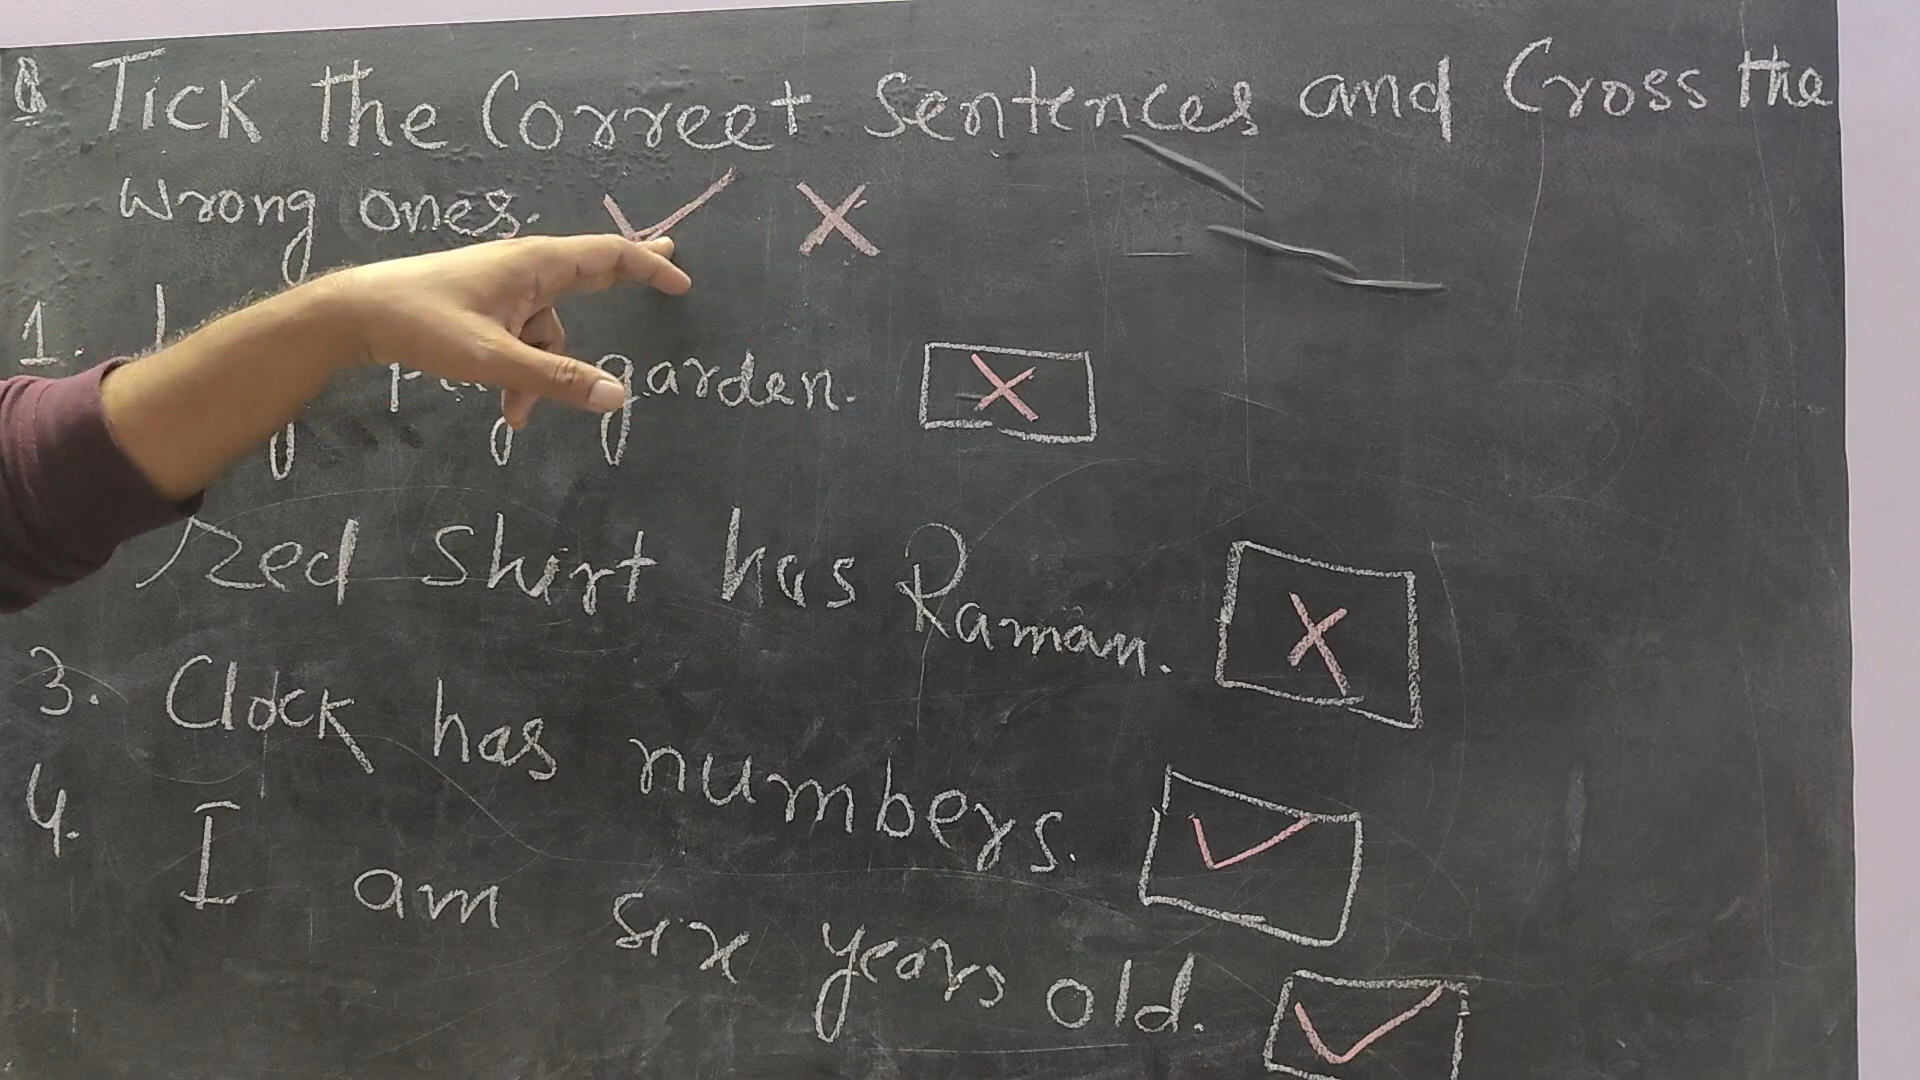 Q Tick the Correct Sentences and Cross the
Wrong ones. ✓ ✗
1. garden. ✗
Red Shirt has Raman. ✗
3. Clock has numbers. ✓
4. I am six years old. ✓